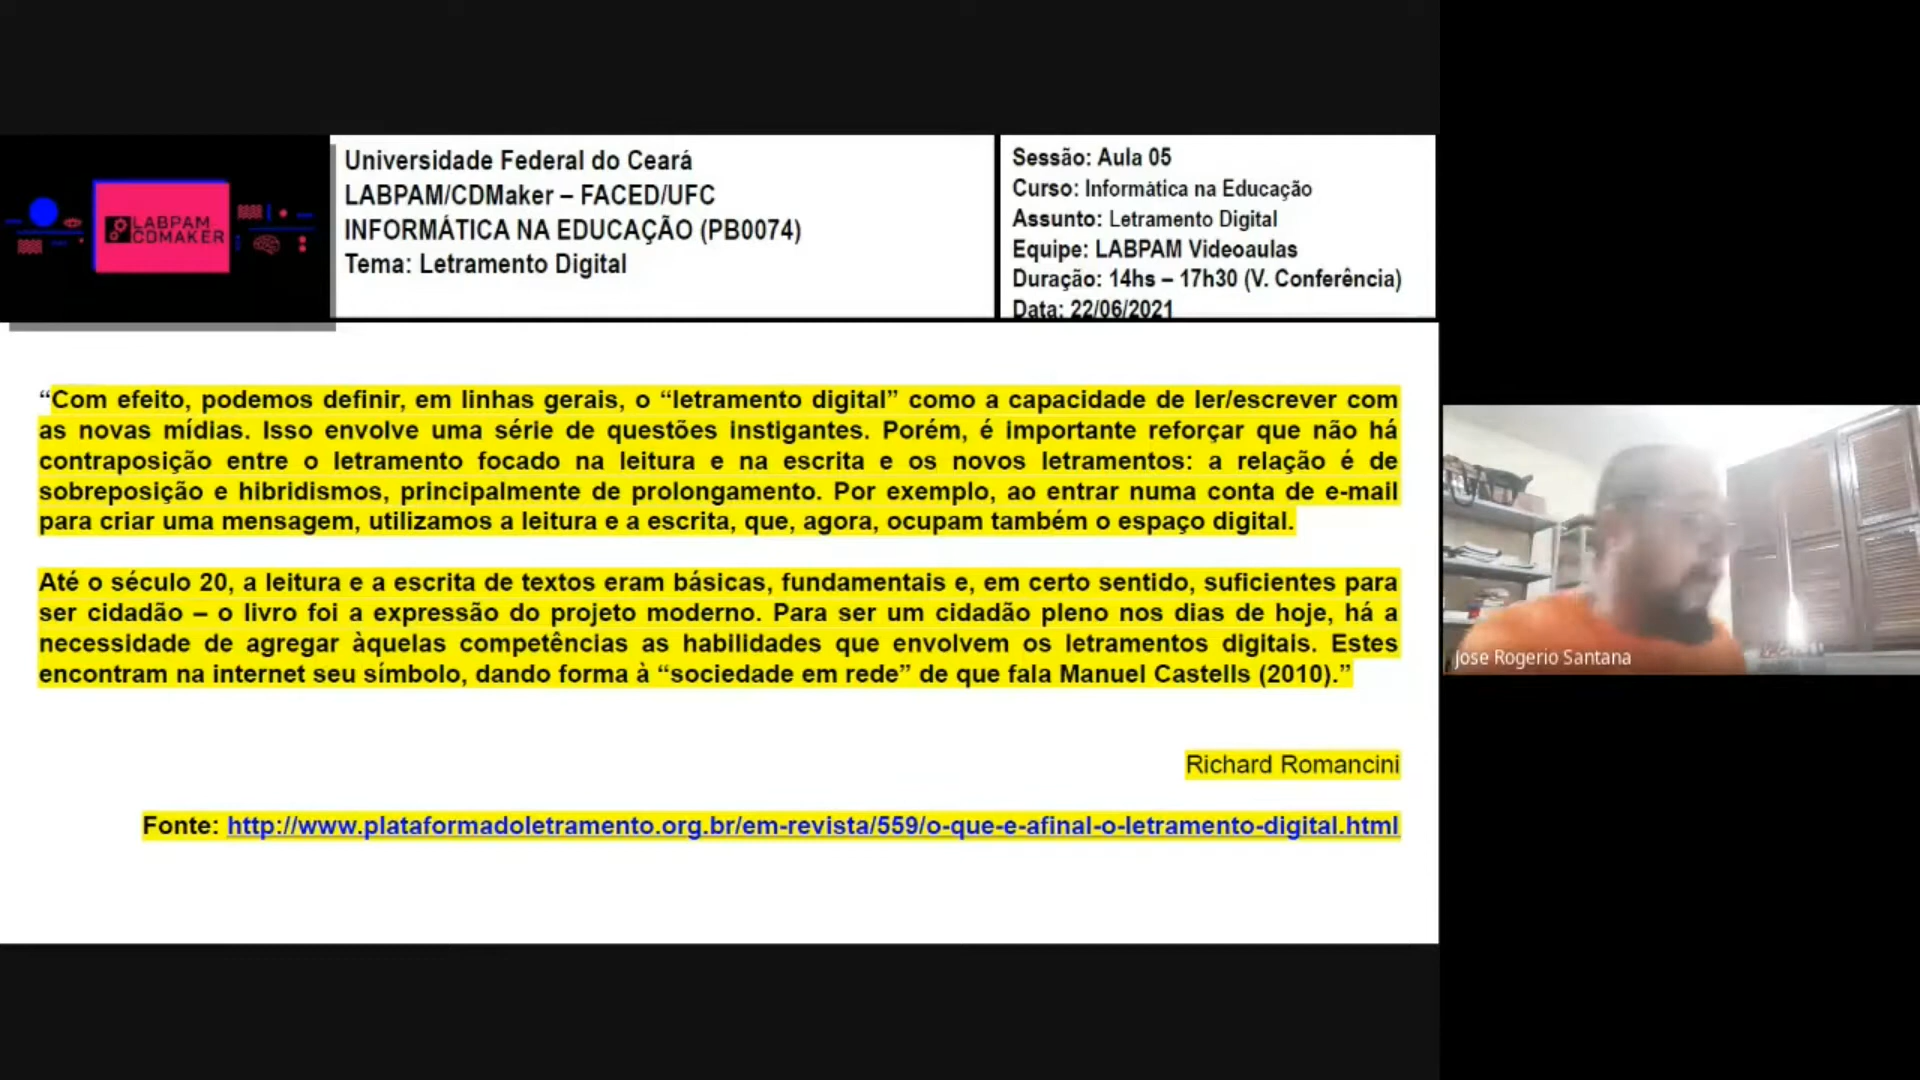 LABPAM
CDMAKER
Universidade Federal do Ceará
LABPAM/CDMaker – FACED/UFC
INFORMÁTICA NA EDUCAÇÃO (PB0074)
Tema: Letramento Digital
Sessão: Aula 05
Curso: Informàtica na Educação
Assunto: Letramento Digital
Equipe: LABPAM Videoaulas
Duração: 14hs – 17h30 (V. Conferência)
Data: 22/06/2021
“Com efeito, podemos definir, em linhas gerais, o “letramento digital” como a capacidade de ler/escrever com
as novas mídias. Isso envolve uma série de questões instigantes. Porém, é importante reforçar que não há
contraposição entre o letramento focado na leitura e na escrita e os novos letramentos: a relação é de
sobreposição e hibridismos, principalmente de prolongamento. Por exemplo, ao entrar numa conta de e-mail
para criar uma mensagem, utilizamos a leitura e a escrita, que, agora, ocupam também o espaço digital.
Até o século 20, a leitura e a escrita de textos eram básicas, fundamentais e, em certo sentido, suficientes para
ser cidadão – o livro foi a expressão do projeto moderno. Para ser um cidadão pleno nos dias de hoje, há a
necessidade de agregar àquelas competências as habilidades que envolvem os letramentos digitais. Estes
encontram na internet seu símbolo, dando forma à “sociedade em rede” de que fala Manuel Castells (2010).”
Richard Romancini
Fonte: http://www.plataformadoletramento.org.br/em-revista/559/o-que-e-afinal-o-letramento-digital.html
Jose Rogerio Santana